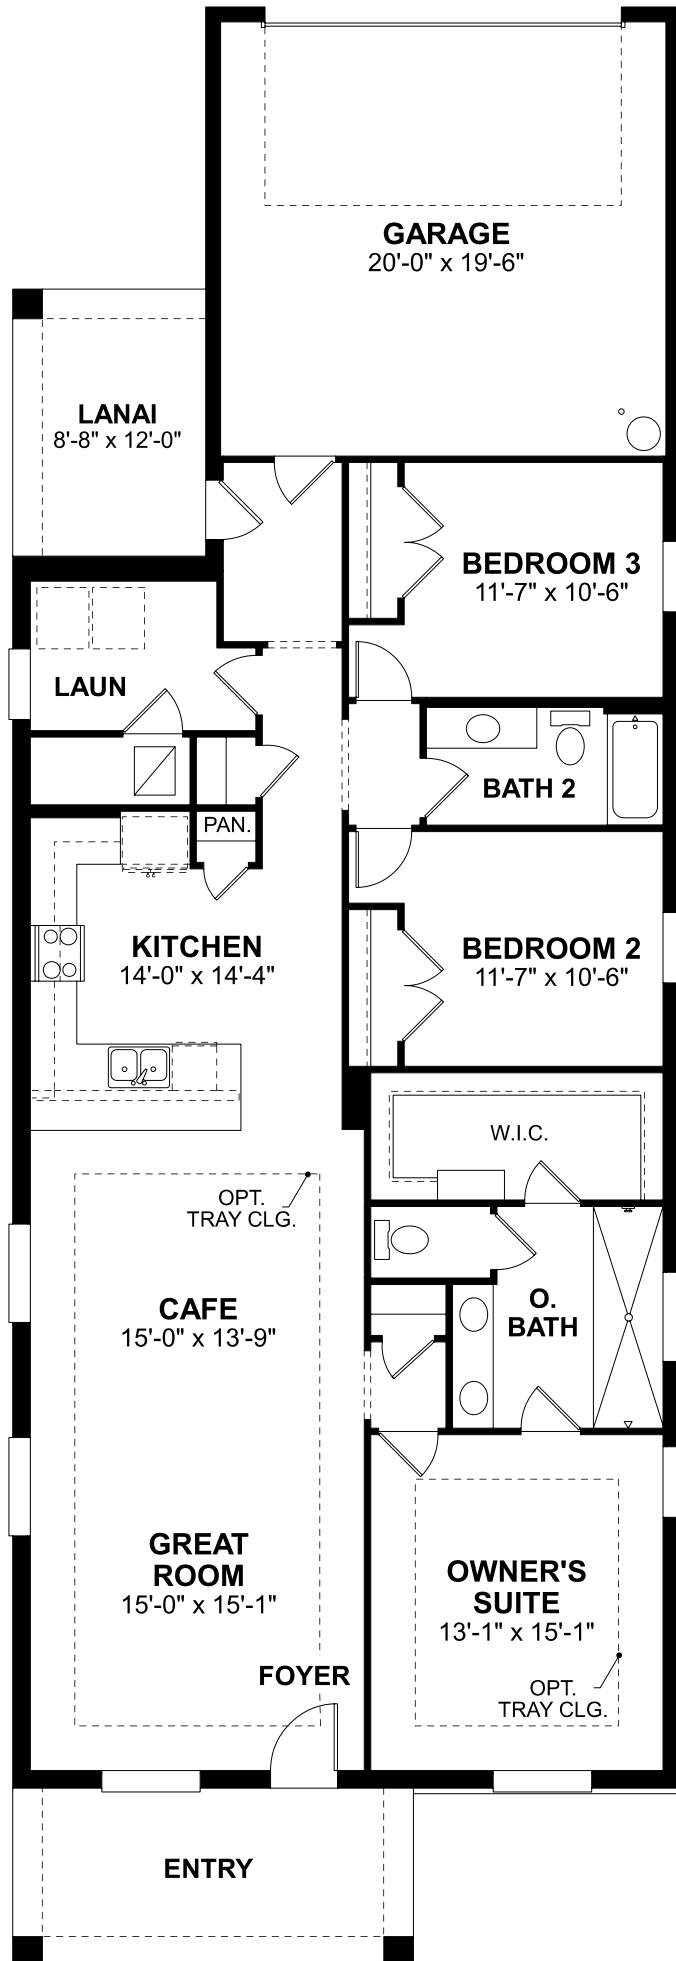 GARAGE
20'-0" x 19'-6"
LANAI
8'-8" x 12'-0"
BEDROOM 3
11'-7" x 10'-6"
LAUN
BATH 2
PAN.
KITCHEN
14'-0" x 14'-4"
BEDROOM 2
11'-7" x 10'-6"
W.I.C.
OPT.
TRAY CLG.
CAFE
15'-0" x 13'-9"
O.
BATH
GREAT
ROOM
15'-0" x 15'-1"
OWNER'S
SUITE
13'-1" x 15'-1"
FOYER
OPT.
TRAY CLG.
ENTRY